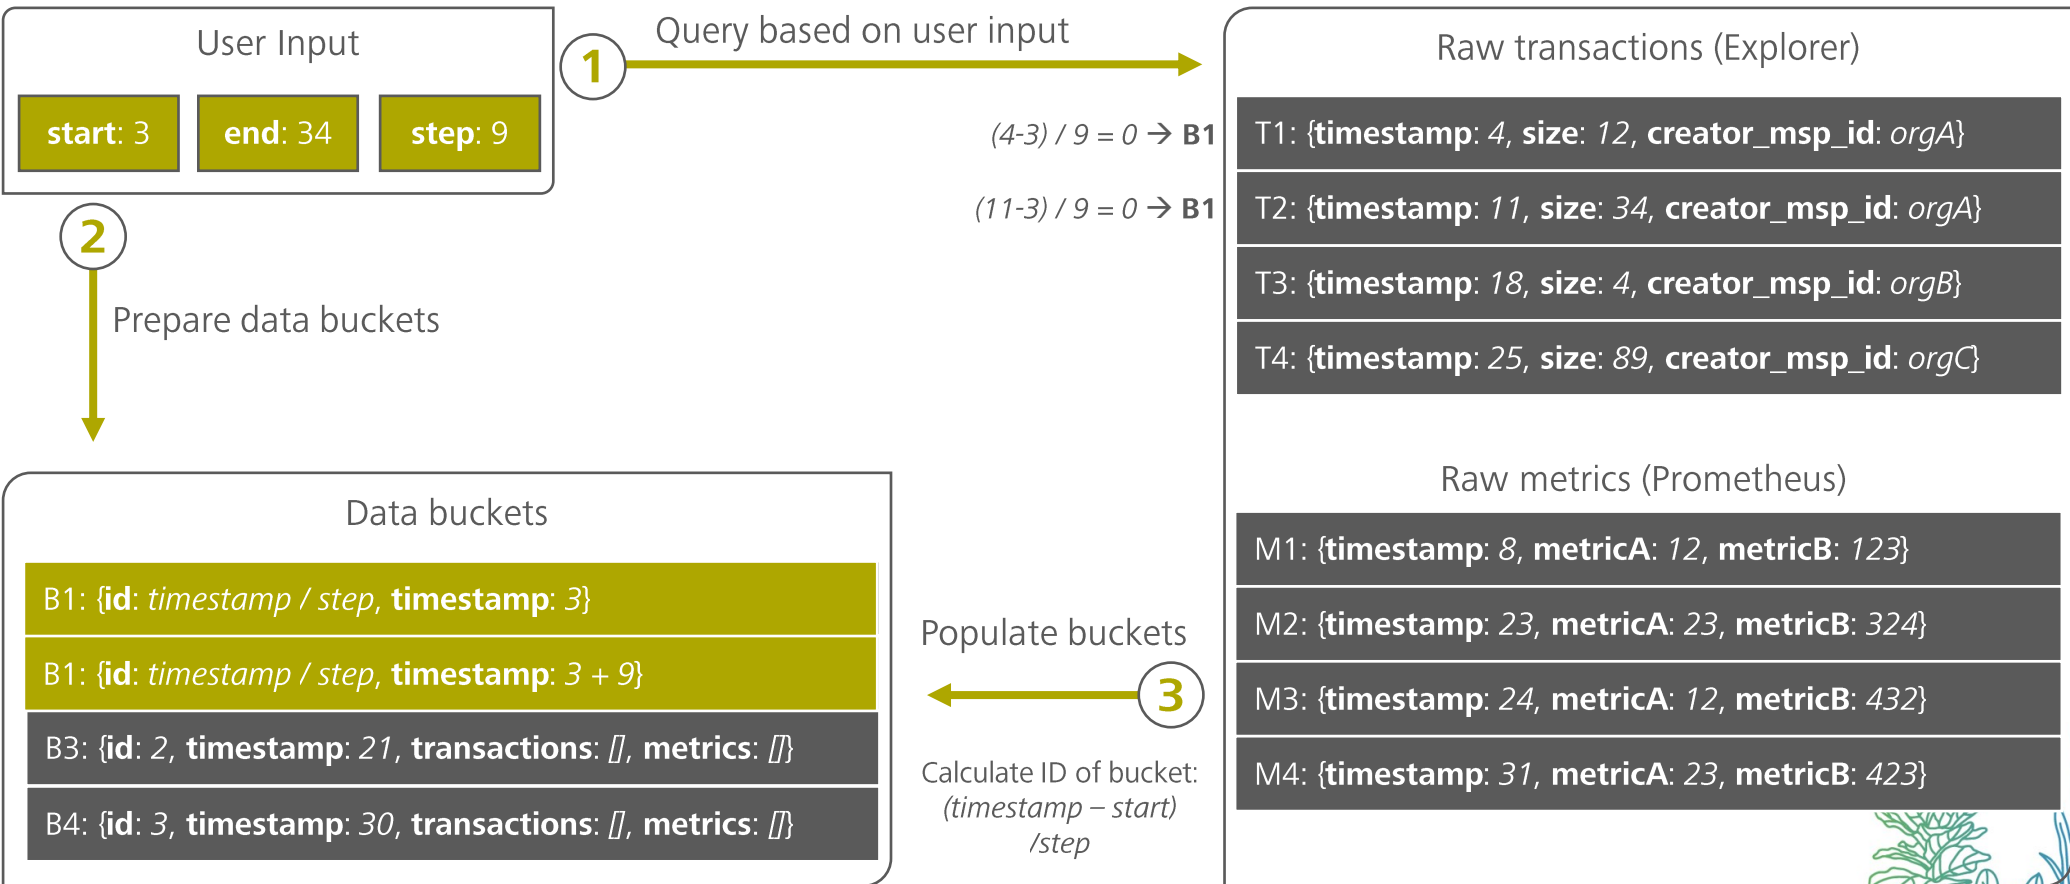 User Input
start: 3
end: 34
step: 9
1
Query based on user input
(4-3) / 9 = 0 → B1
(11-3) / 9 = 0 → B1
2
Prepare data buckets
Raw transactions (Explorer)
T1: {timestamp: 4, size: 12, creator_msp_id: orgA}
T2: {timestamp: 11, size: 34, creator_msp_id: orgA}
T3: {timestamp: 18, size: 4, creator_msp_id: orgB}
T4: {timestamp: 25, size: 89, creator_msp_id: orgC}
Raw metrics (Prometheus)
M1: {timestamp: 8, metricA: 12, metricB: 123}
M2: {timestamp: 23, metricA: 23, metricB: 324}
M3: {timestamp: 24, metricA: 12, metricB: 432}
M4: {timestamp: 31, metricA: 23, metricB: 423}
Populate buckets
3
Calculate ID of bucket:
(timestamp – start)
/step
Data buckets
B1: {id: timestamp / step, timestamp: 3}
B1: {id: timestamp / step, timestamp: 3 + 9}
B3: {id: 2, timestamp: 21, transactions: [], metrics: []}
B4: {id: 3, timestamp: 30, transactions: [], metrics: []}